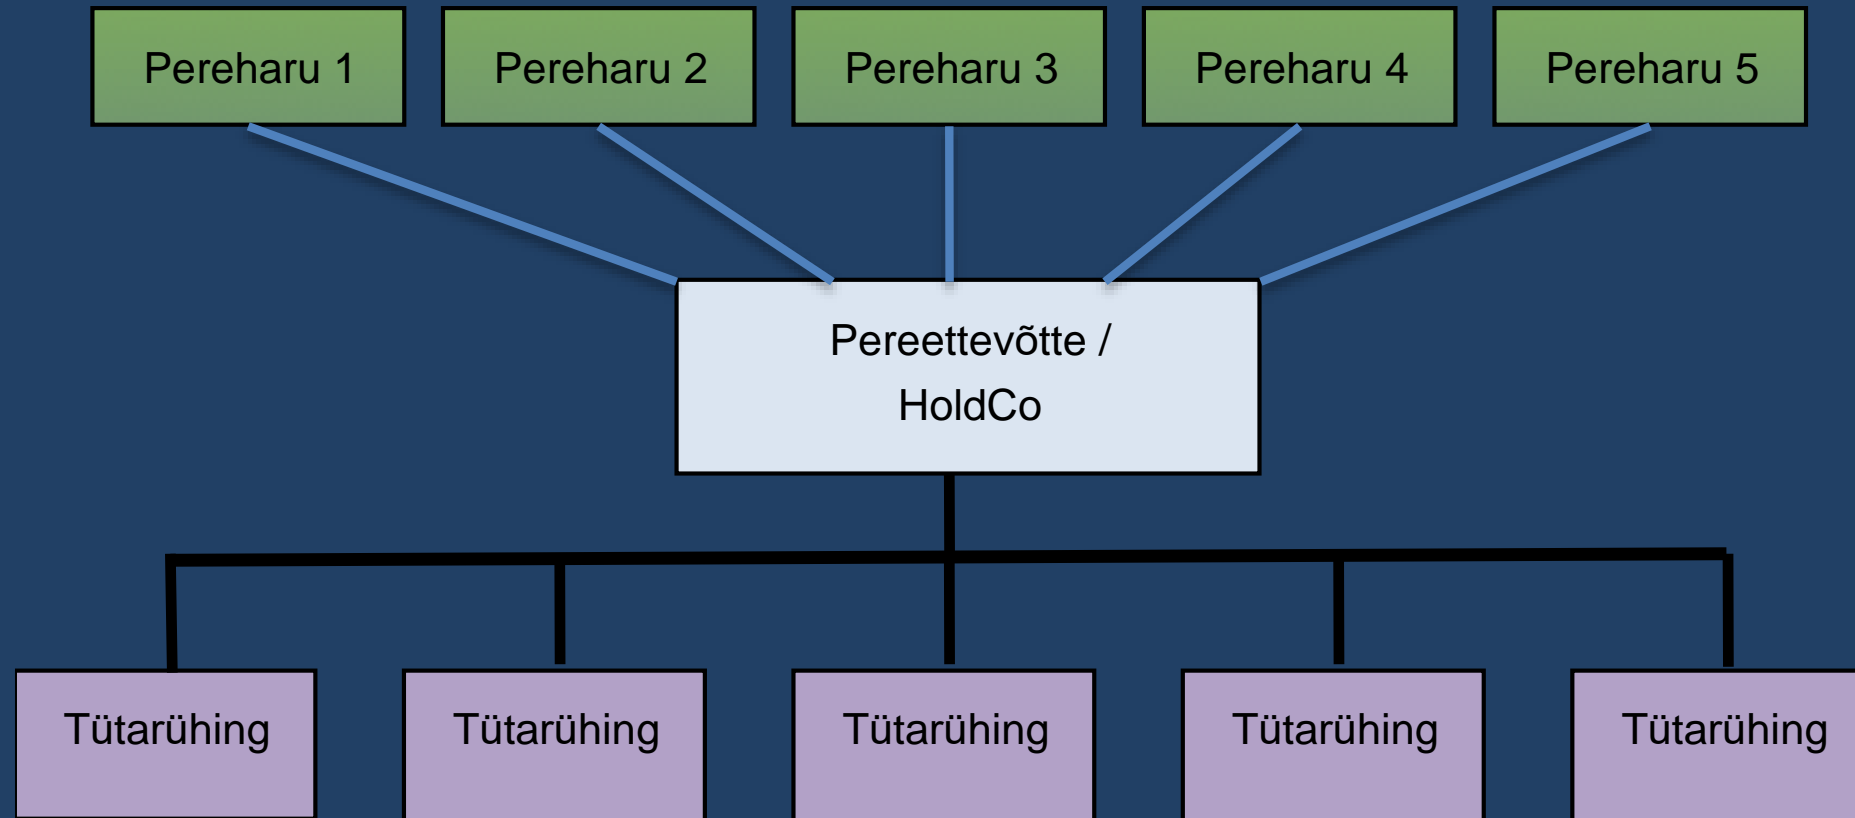 Pereharu 1
Pereharu 2
Pereharu 3
Pereharu 4
Pereharu 5
Pereettevõtte /
HoldCo
Tütarühing
Tütarühing
Tütarühing
Tütarühing
Tütarühing